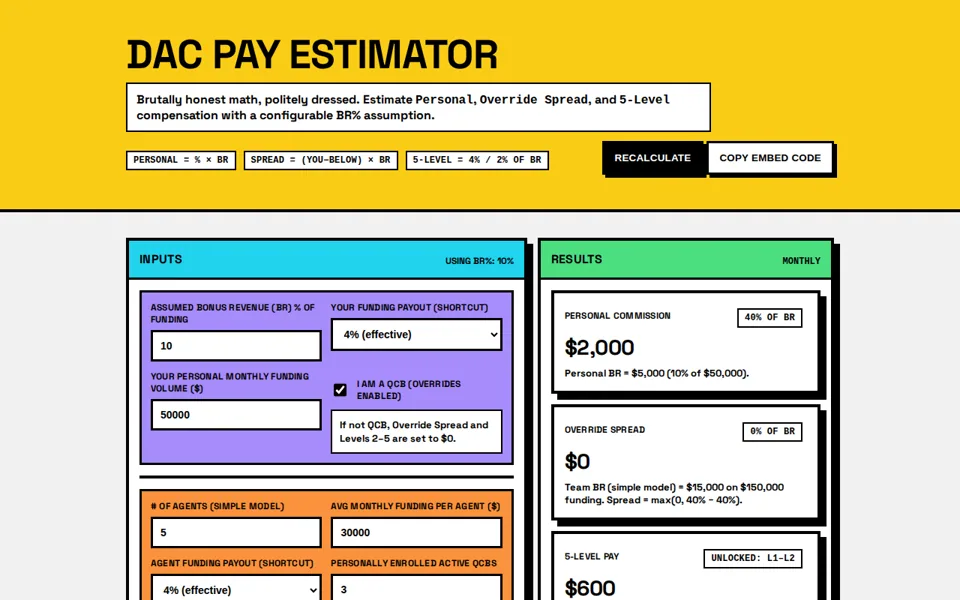 DAC PAY ESTIMATOR
Brutally honest math, politely dressed. Estimate Personal, Override Spread, and 5-Level
compensation with a configurable BR% assumption.
PERSONAL = % × BR
SPREAD = (YOU–BELOW) × BR
5-LEVEL = 4% / 2% OF BR
RECALCULATE
COPY EMBED CODE
INPUTS
USING BR%: 10%
ASSUMED BONUS REVENUE (BR) % OF
FUNDING
10
YOUR FUNDING PAYOUT (SHORTCUT)
4% (effective)
YOUR PERSONAL MONTHLY FUNDING
VOLUME ($)
50000
I AM A QCB (OVERRIDES
ENABLED)
If not QCB, Override Spread and
Levels 2–5 are set to $0.
# OF AGENTS (SIMPLE MODEL)
5
AVG MONTHLY FUNDING PER AGENT ($)
30000
AGENT FUNDING PAYOUT (SHORTCUT)
4% (effective)
PERSONALLY ENROLLED ACTIVE QCBS
3
RESULTS
MONTHLY
PERSONAL COMMISSION
40% OF BR
$2,000
Personal BR = $5,000 (10% of $50,000).
OVERRIDE SPREAD
0% OF BR
$0
Team BR (simple model) = $15,000 on $150,000
funding. Spread = max(0, 40% − 40%).
5-LEVEL PAY
UNLOCKED: L1–L2
$600